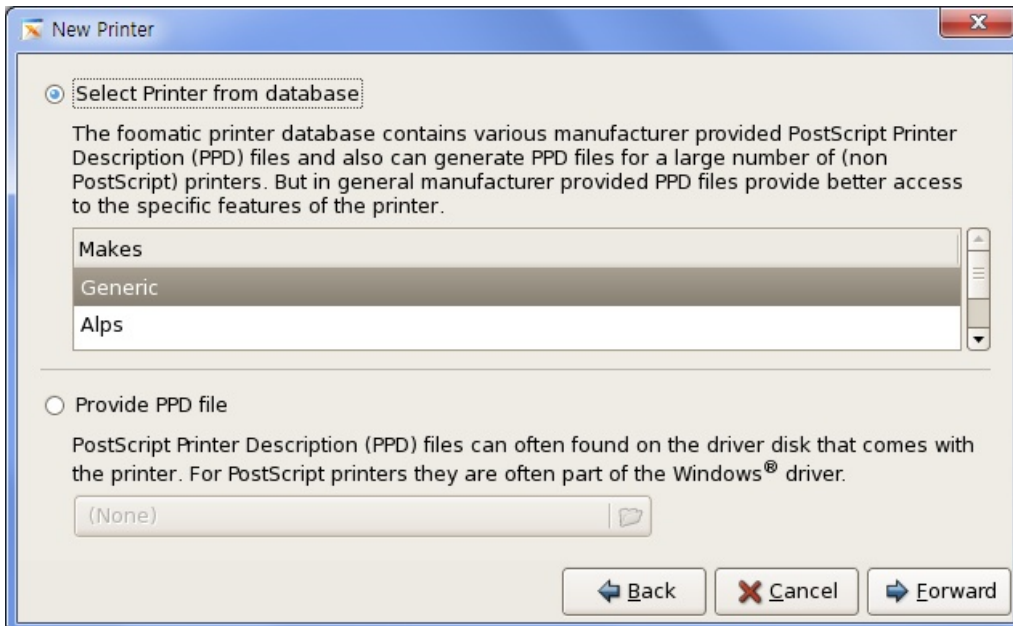 New Printer
Select Printer from database
The foomatic printer database contains various manufacturer provided PostScript Printer
Description (PPD) files and also can generate PPD files for a large number of (non
PostScript) printers. But in general manufacturer provided PPD files provide better access
to the specific features of the printer.
Makes
Generic
Alps
Provide PPD file
PostScript Printer Description (PPD) files can often found on the driver disk that comes with
the printer. For PostScript printers they are often part of the Windows® driver.
(None)
Back Cancel Forward